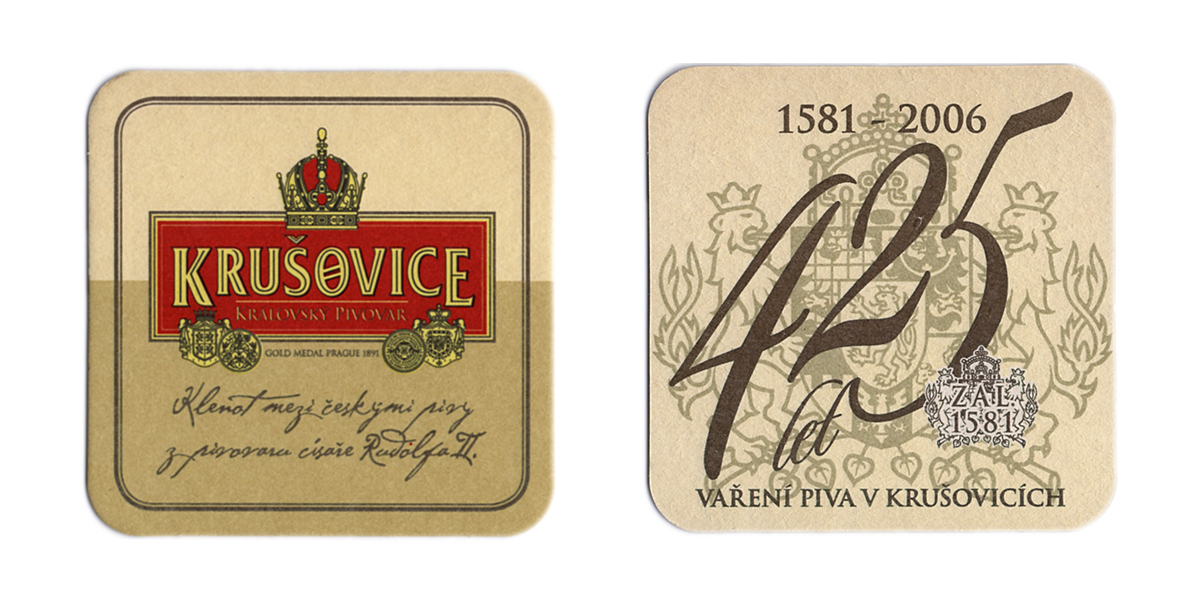 KRUŠOVICE
KRÁLOVSKÝ PIVOVAR
GOLD MEDAL PRAGUE 1891
Klenot mezi českými pivy
z pivovaru císaře Rudolfa II.
1581 - 2006
425
let
ZAL.
1581
VAŘENÍ PIVA V KRUŠOVICÍCH